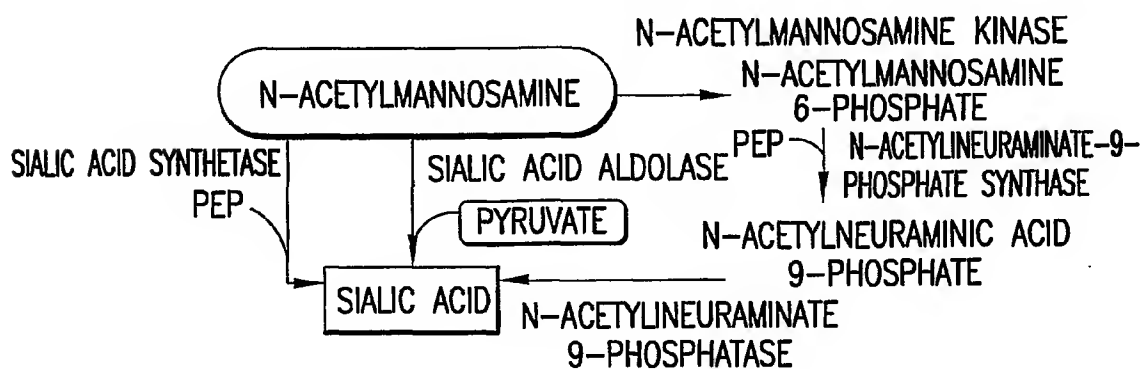 N-ACETYLMANNOSAMINE KINASE
N-ACETYLMANNOSAMINE
N-ACETYLMANNOSAMINE
6-PHOSPHATE
SIALIC ACID SYNTHETASE
PEP
SIALIC ACID ALDOLASE
PYRUVATE
PEP
N-ACETYLINEURAMINATE-9-
PHOSPHATE SYNTHASE
N-ACETYLNEURAMINIC ACID
9-PHOSPHATE
SIALIC ACID
N-ACETYLINEURAMINATE
9-PHOSPHATASE